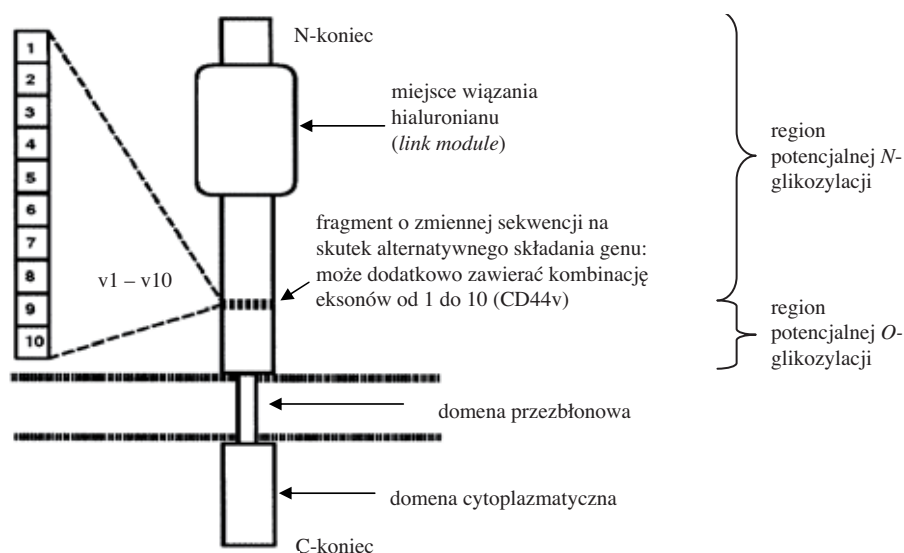 N-koniec
1
2
3
4
5
6
7
8
9
10
v1 – v10
miejsce wiązania
hialuronianu
(link module)
fragment o zmiennej sekwencji na
skutek alternatywnego składania genu:
może dodatkowo zawierać kombinację
eksonów od 1 do 10 (CD44v)
region
potencjalnej N-
glikozylacji
region
potencjalnej O-
glikozylacji
domena przezbłonowa
domena cytoplazmatyczna
C-koniec